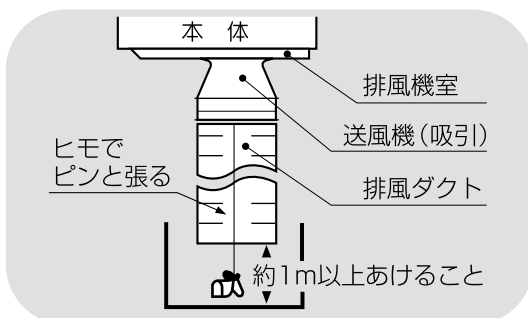 本 体
排風機室
送風機(吸引)
ヒモで
ピンと張る
排風ダクト
約1m以上あけること